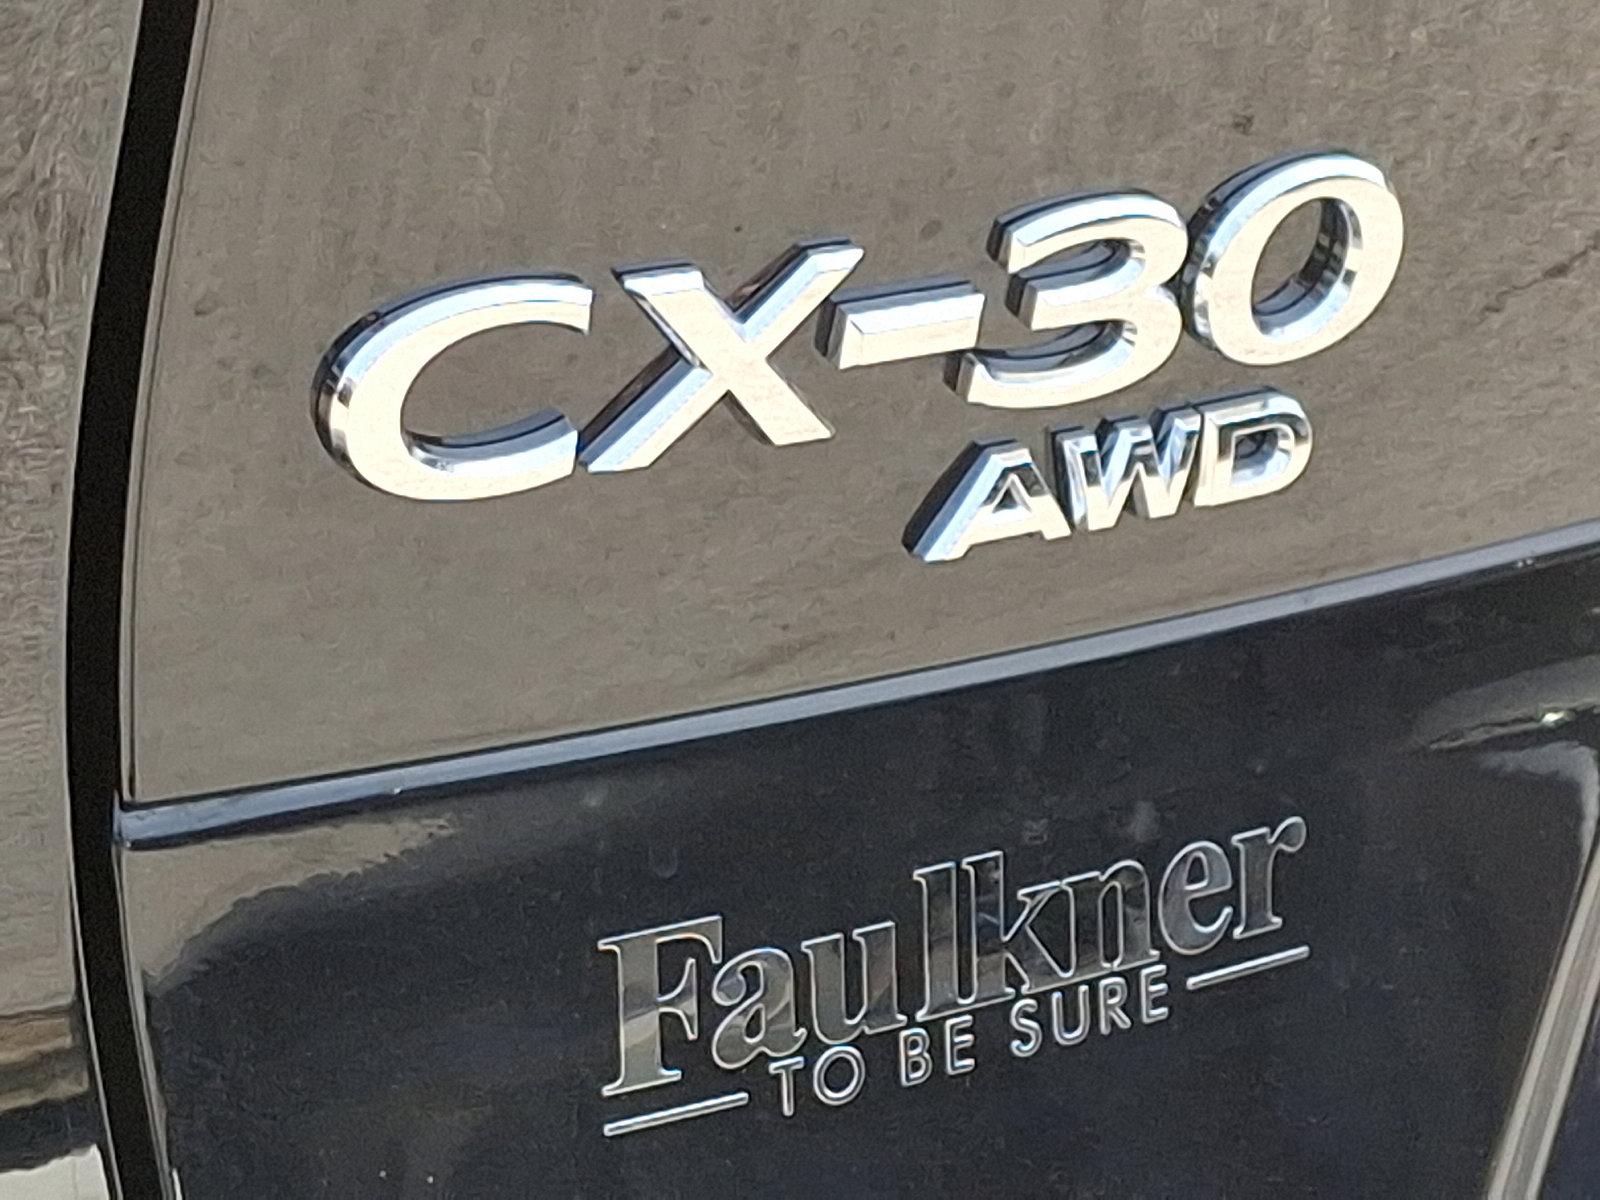 CX-30
AWD
Faulkner
TO BE SURE